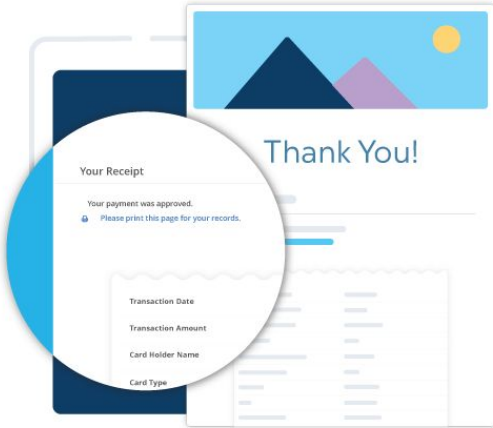 Thank You!
Your Receipt
Your payment was approved.
Please print this page for your records.
Transaction Date
Transaction Amount
Card Holder Name
Card Type